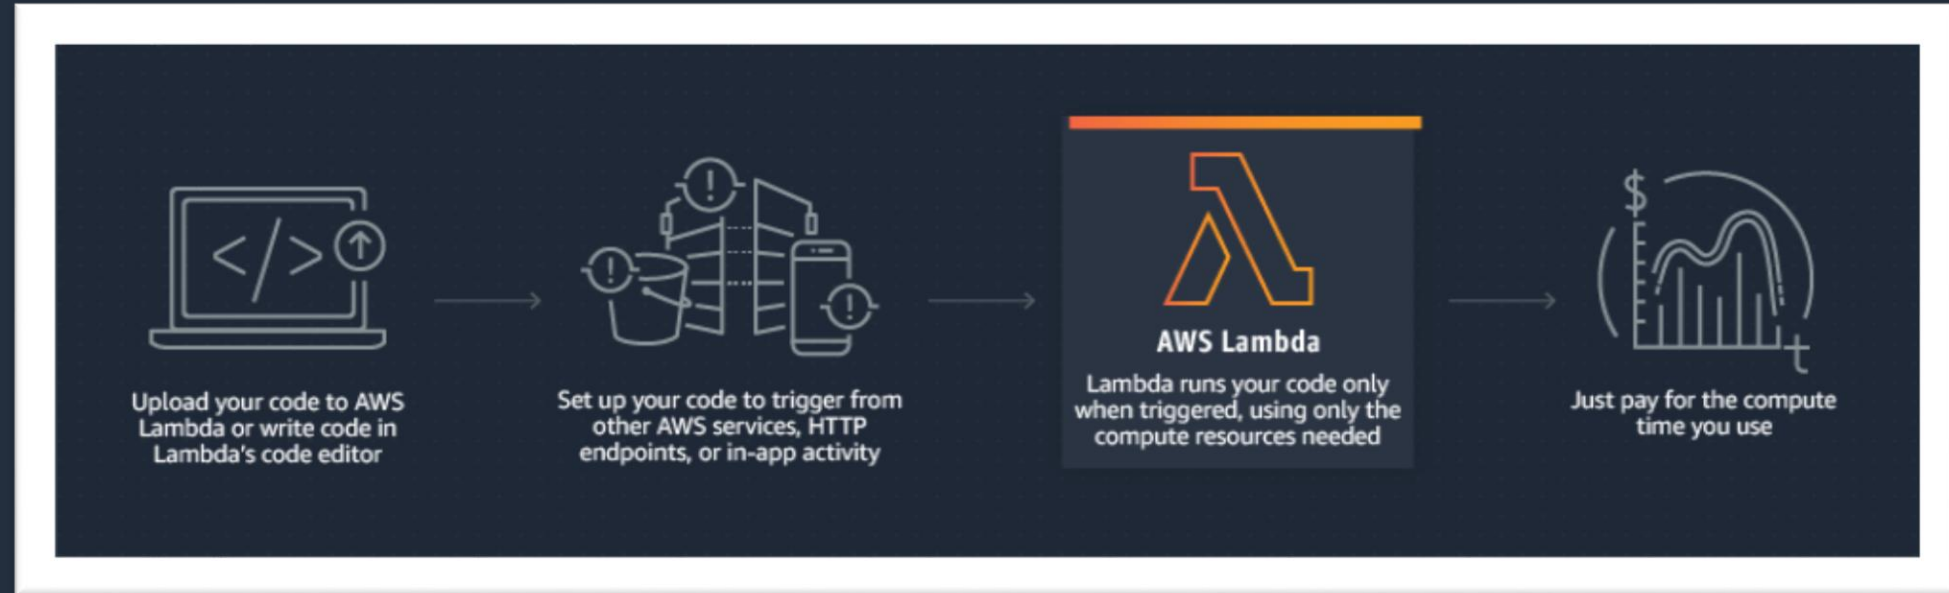 </>
Upload your code to AWS
Lambda or write code in
Lambda's code editor
!
!
!
Set up your code to trigger from
other AWS services, HTTP
endpoints, or in-app activity
AWS Lambda
Lambda runs your code only
when triggered, using only the
compute resources needed
$
t
Just pay for the compute
time you use